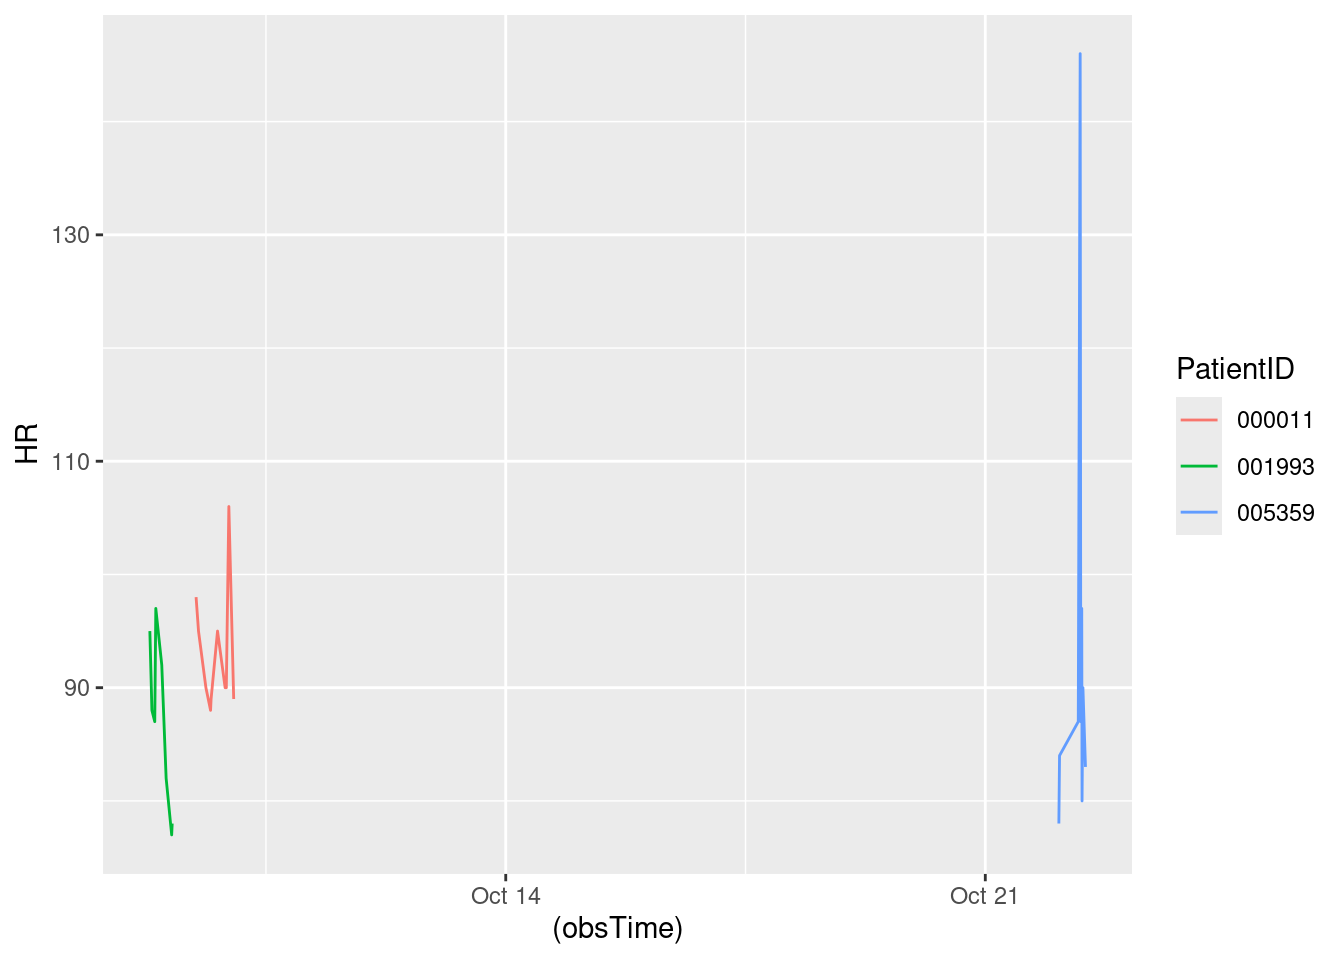 130
110
90
HR
Oct 14
Oct 21
(obsTime)
PatientID
000011
001993
005359